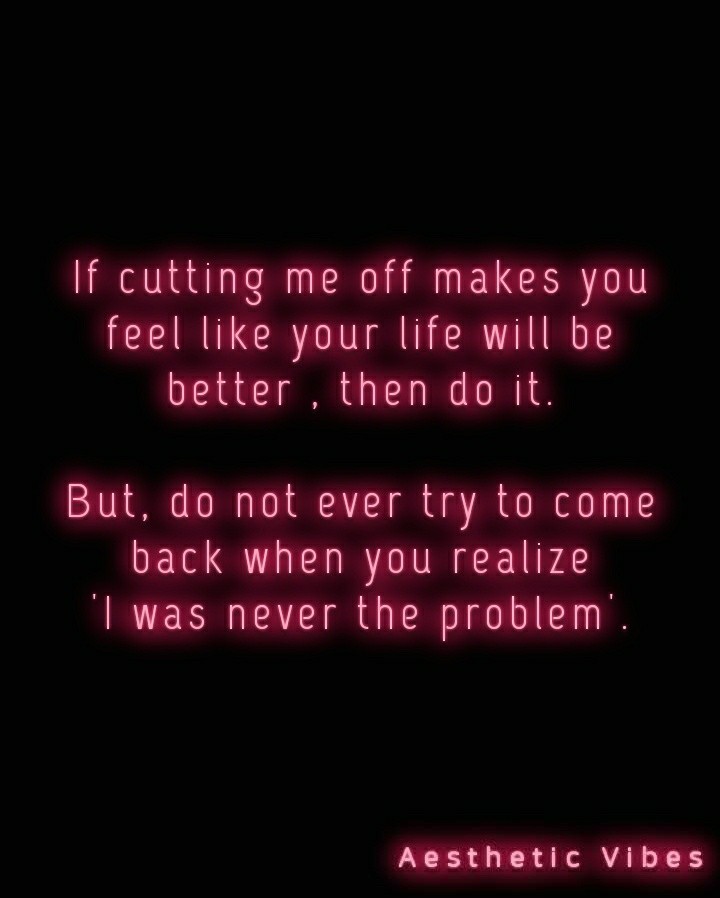 If cutting me off makes you
feel like your life will be
better , then do it.
But, do not ever try to come
back when you realize
'I was never the problem'.
Aesthetic Vibes